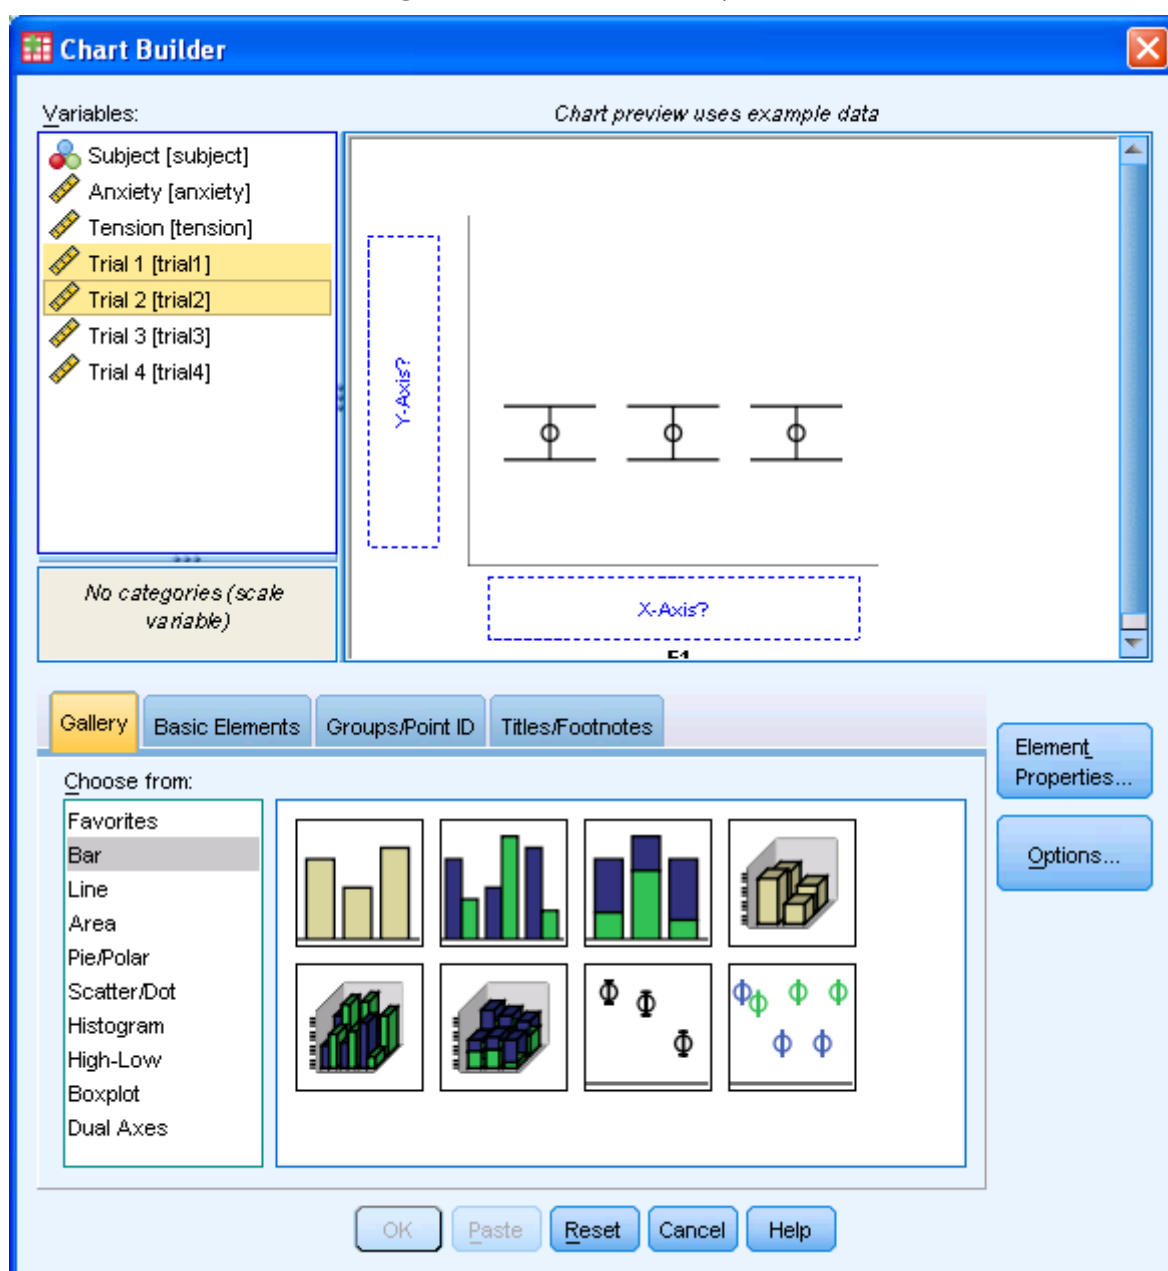 Chart Builder
Variables:
Chart preview uses example data
Subject [subject]
Anxiety [anxiety]
Tension [tension]
Trial 1 [trial1]
Trial 2 [trial2]
Trial 3 [trial3]
Trial 4 [trial4]
Y-Axis?
X-Axis?
No categories (scale
variable)
Gallery
Basic Elements
Groups/Point ID
Titles/Footnotes
Element
Properties...
Options...
Choose from:
Favorites
Bar
Line
Area
Pie/Polar
Scatter/Dot
Histogram
High-Low
Boxplot
Dual Axes
OK
Paste
Reset
Cancel
Help